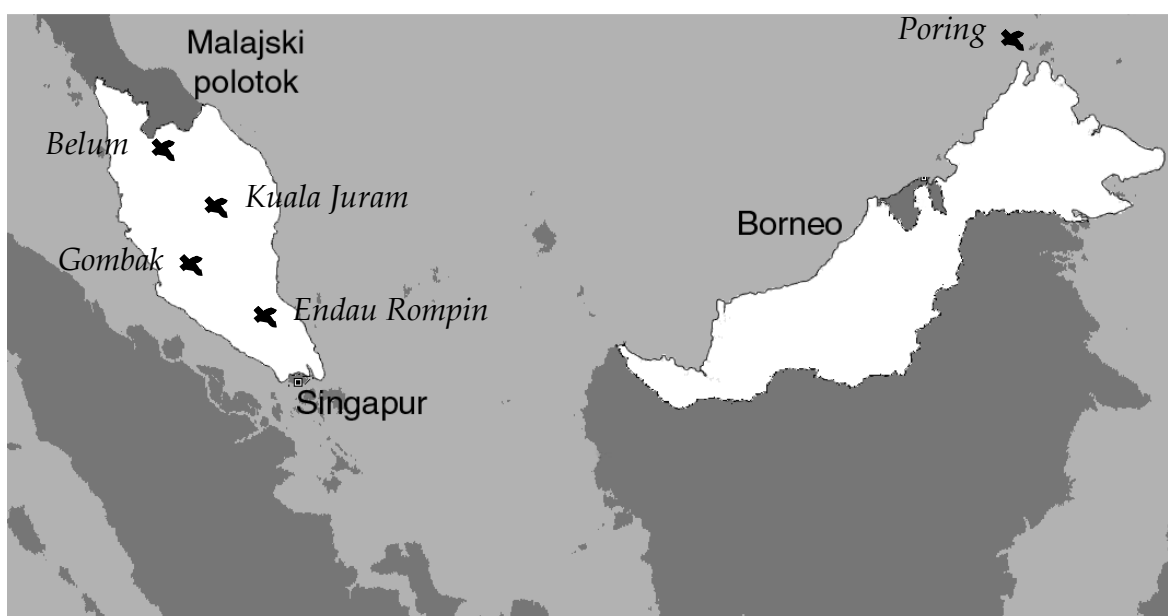 Malajski
polotok
Poring
Belum
Kuala Juram
Borneo
Gombak
Endau Rompin
Singapur